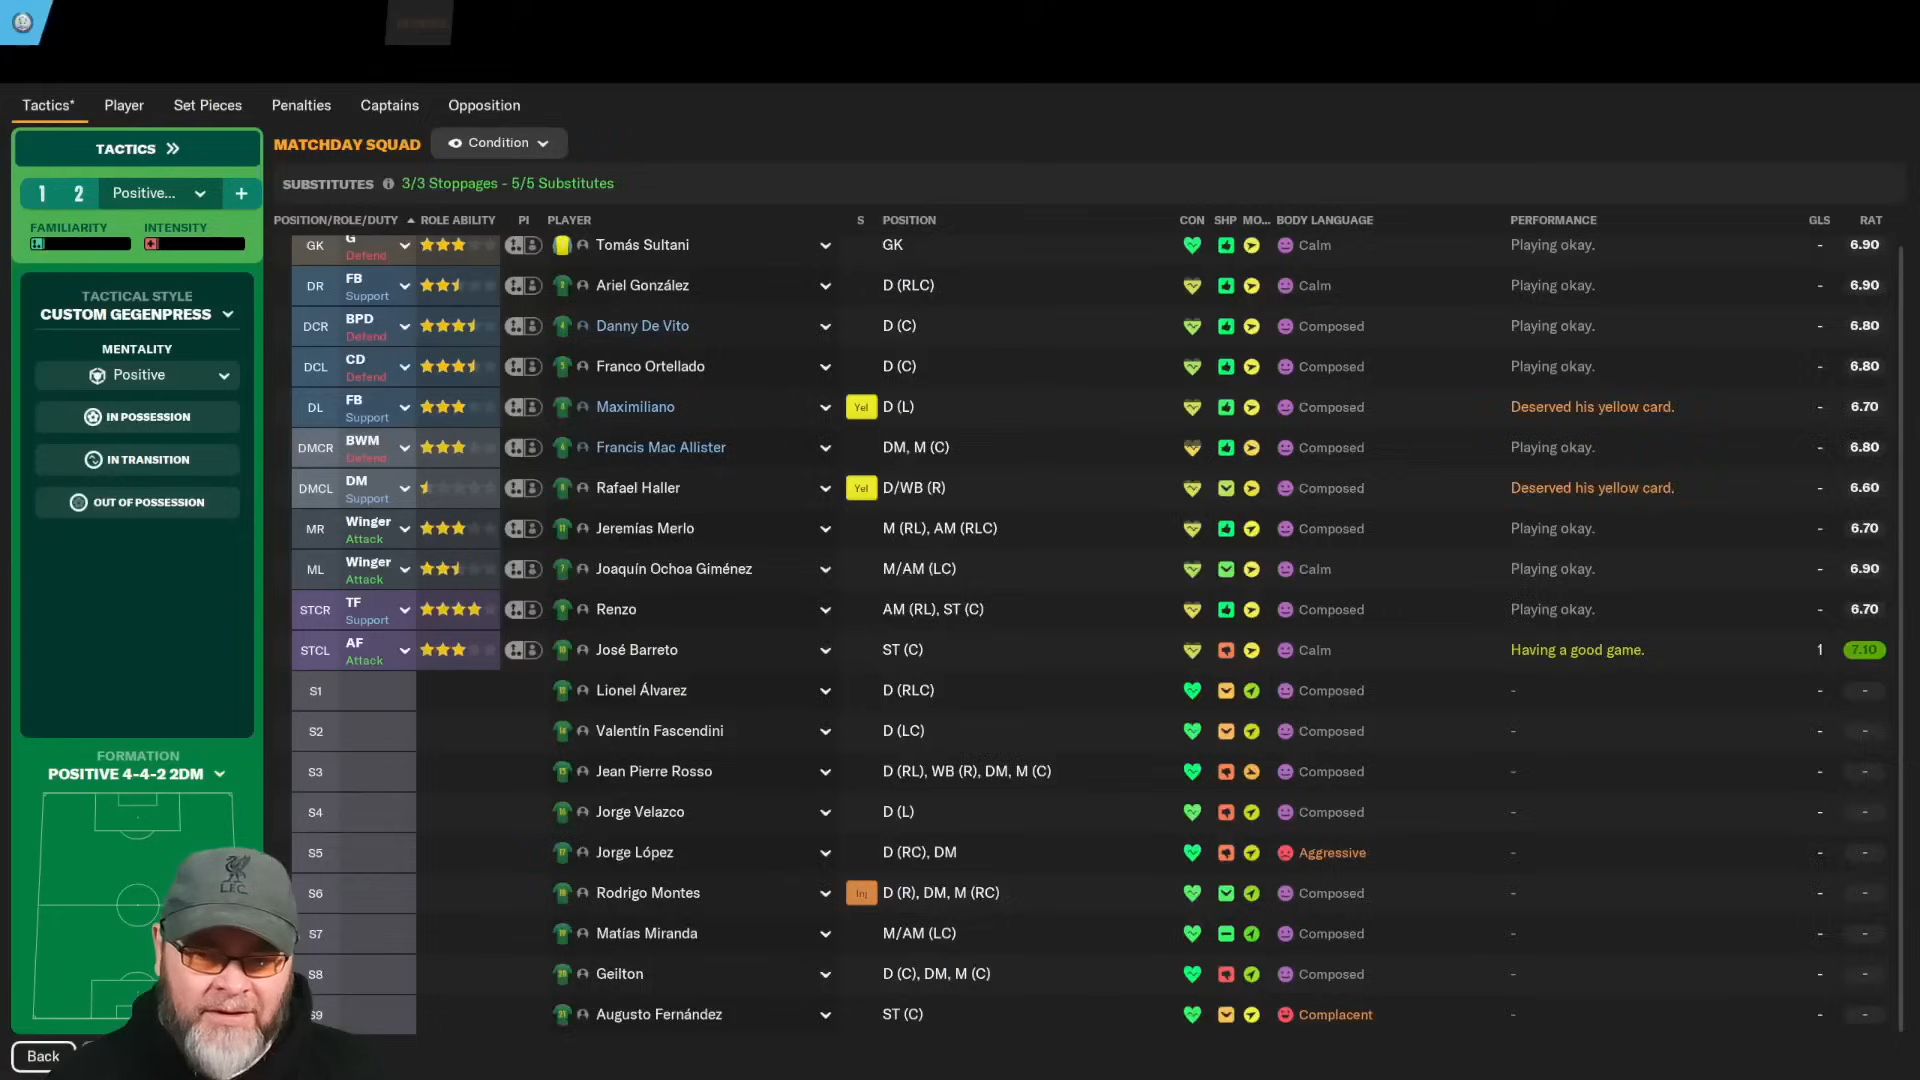 Tactics* Player Set Pieces Penalties Captains Opposition
TACTICS
MATCHDAY SQUAD Condition
SUBSTITUTES 3/3 Stoppages - 5/5 Substitutes
1 2 Positive... +
FAMILIARITY INTENSITY
TACTICAL STYLE
CUSTOM GEGENPRESS
MENTALITY
Positive
IN POSSESSION
IN TRANSITION
OUT OF POSSESSION
FORMATION
POSITIVE 4-4-2 2DM
POSITION/ROLE/DUTY ROLE ABILITY PI PLAYER S POSITION CON SHP MO... BODY LANGUAGE PERFORMANCE GLS RAT
GK G Defend Tomás Sultani GK Calm Playing okay. - 6.90
DR FB Support Ariel González D (RLC) Calm Playing okay. - 6.90
DCR BPD Defend Danny De Vito D (C) Composed Playing okay. - 6.80
DCL CD Defend Franco Ortellado D (C) Composed Playing okay. - 6.80
DL FB Support Maximiliano Yel D (L) Composed Deserved his yellow card. - 6.70
DMCR BWM Defend Francis Mac Allister DM, M (C) Composed Playing okay. - 6.80
DMCL DM Support Rafael Haller Yel D/WB (R) Composed Deserved his yellow card. - 6.60
MR Winger Attack Jeremías Merlo M (RL), AM (RLC) Composed Playing okay. - 6.70
ML Winger Attack Joaquín Ochoa Giménez M/AM (LC) Calm Playing okay. - 6.90
STCR TF Support Renzo AM (RL), ST (C) Composed Playing okay. - 6.70
STCL AF Attack José Barreto ST (C) Calm Having a good game. 1 7.10
S1 Lionel Álvarez D (RLC) Composed - - -
S2 Valentín Fascendini D (LC) Composed - - -
S3 Jean Pierre Rosso D (RL), WB (R), DM, M (C) Composed - - -
S4 Jorge Velazco D (L) Composed - - -
S5 Jorge López D (RC), DM Aggressive - - -
S6 Rodrigo Montes Inj D (R), DM, M (RC) Composed - - -
S7 Matías Miranda M/AM (LC) Composed - - -
S8 Geilton D (C), DM, M (C) Composed - - -
S9 Augusto Fernández ST (C) Complacent - - -
L.F.C.
Back